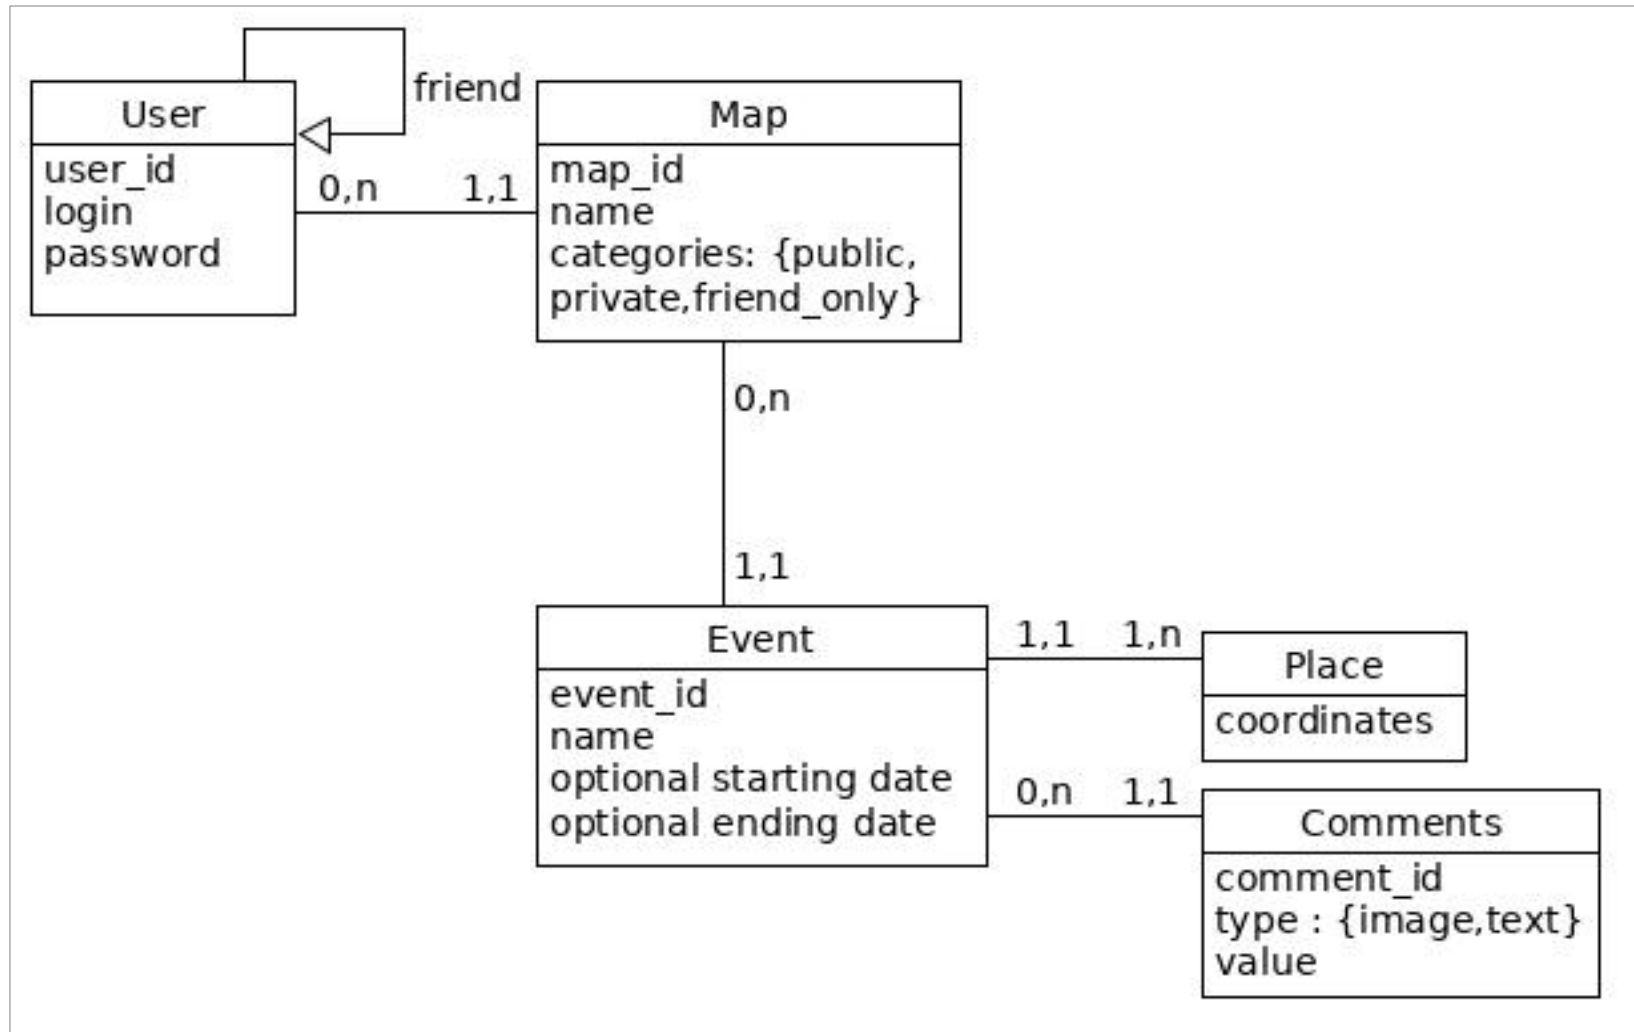 User
user_id
login
password
friend
0,n
1,1
Map
map_id
name
categories: {public,
private,friend_only}
0,n
1,1
Event
event_id
name
optional starting date
optional ending date
1,1
1,n
Place
coordinates
0,n
1,1
Comments
comment_id
type : {image,text}
value